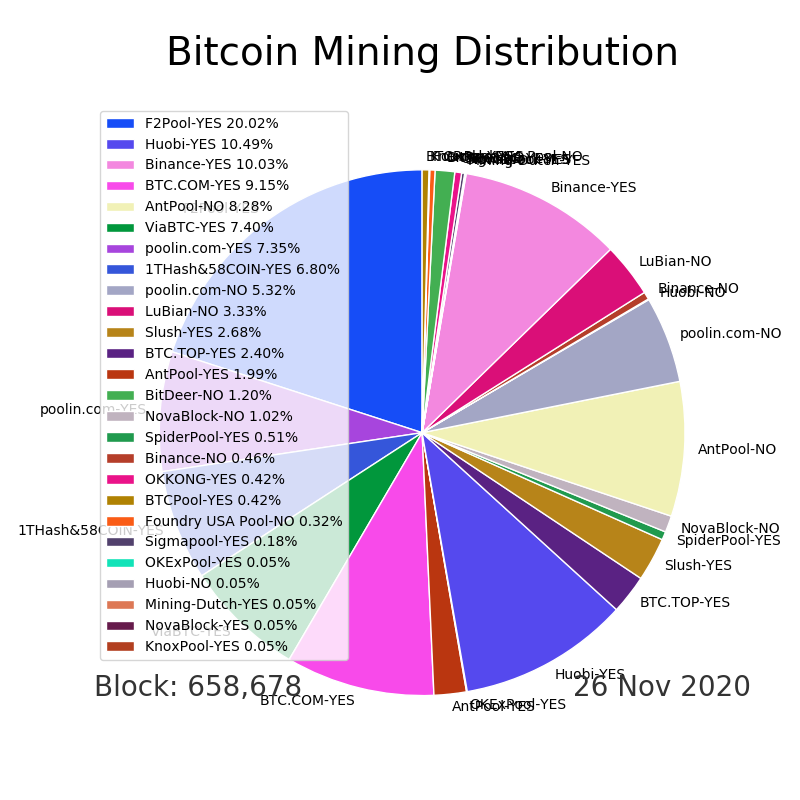 Bitcoin Mining Distribution
F2Pool-YES 20.02%
Huobi-YES 10.49%
Binance-YES 10.03%
BTC.COM-YES 9.15%
AntPool-NO 8.28%
ViaBTC-YES 7.40%
poolin.com-YES 7.35%
1THash&58COIN-YES 6.80%
poolin.com-NO 5.32%
LuBian-NO 3.33%
Slush-YES 2.68%
BTC.TOP-YES 2.40%
AntPool-YES 1.99%
BitDeer-NO 1.20%
NovaBlock-NO 1.02%
SpiderPool-YES 0.51%
Binance-NO 0.46%
OKKONG-YES 0.42%
BTCPool-YES 0.42%
Foundry USA Pool-NO 0.32%
Sigmapool-YES 0.18%
OKExPool-YES 0.05%
Huobi-NO 0.05%
Mining-Dutch-YES 0.05%
NovaBlock-YES 0.05%
KnoxPool-YES 0.05%
Binance-YES
LuBian-NO
Binance-NO
Huobi-NO
poolin.com-NO
AntPool-NO
NovaBlock-NO
SpiderPool-YES
Slush-YES
BTC.TOP-YES
Huobi-YES
OKExPool-YES
AntPool-YES
BTC.COM-YES
ViaBTC-YES
1THash&58COIN-YES
poolin.com-YES
Block: 658,678
26 Nov 2020